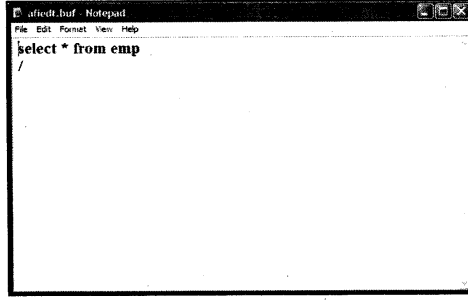 afiedt.buf - Notepad
File Edit Format View Help
select * from emp
/